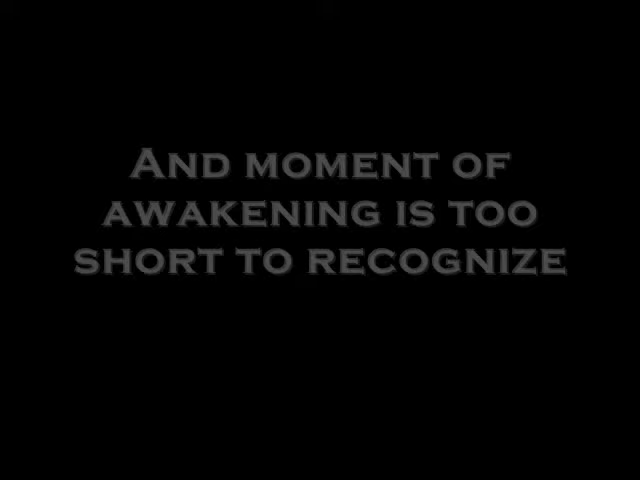 And moment of
awakening is too
short to recognize